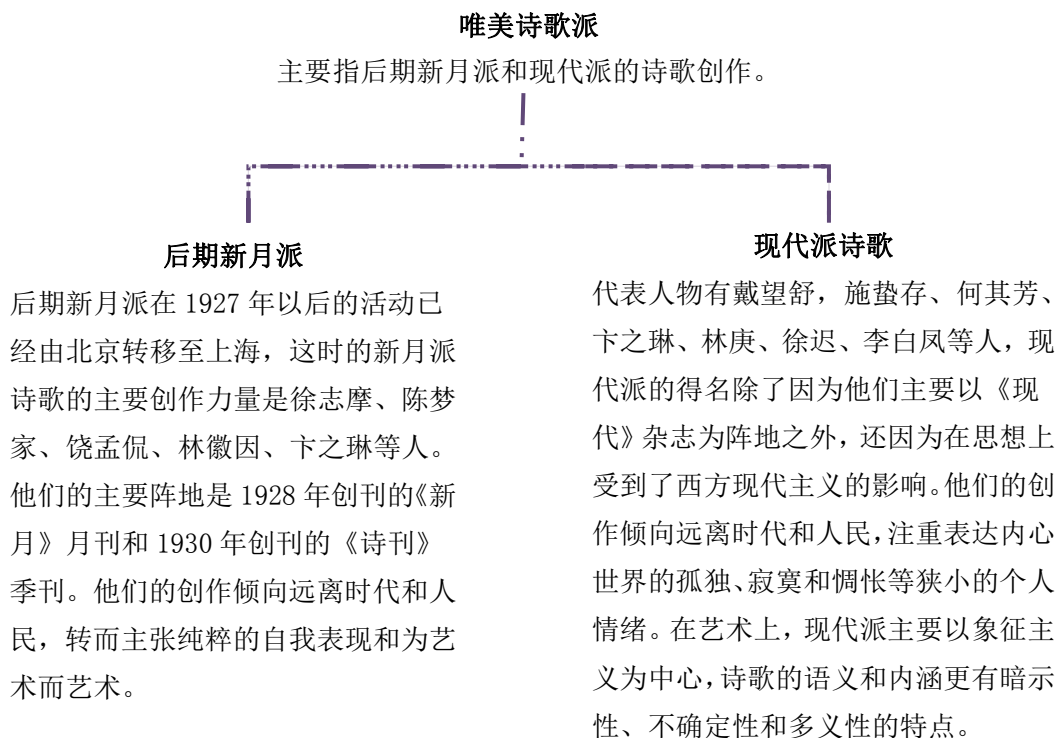 唯美诗歌派
主要指后期新月派和现代派的诗歌创作。
后期新月派
后期新月派在 1927 年以后的活动已
经由北京转移至上海，这时的新月派
诗歌的主要创作力量是徐志摩、陈梦
家、饶孟侃、林徽因、卞之琳等人。
他们的主要阵地是 1928 年创刊的《新
月》月刊和 1930 年创刊的《诗刊》
季刊。他们的创作倾向远离时代和人
民，转而主张纯粹的自我表现和为艺
术而艺术。
现代派诗歌
代表人物有戴望舒，施蛰存、何其芳、
卞之琳、林庚、徐迟、李白凤等人，现
代派的得名除了因为他们主要以《现
代》杂志为阵地之外，还因为在思想上
受到了西方现代主义的影响。他们的创
作倾向远离时代和人民，注重表达内心
世界的孤独、寂寞和惆怅等狭小的个人
情绪。在艺术上，现代派主要以象征主
义为中心，诗歌的语义和内涵更有暗示
性、不确定性和多义性的特点。